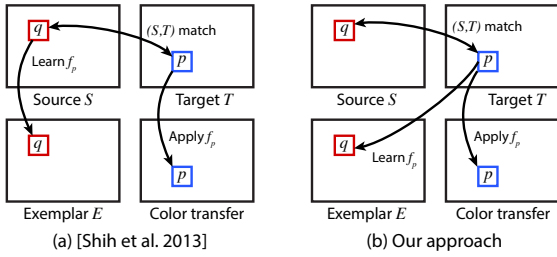 q
(S,T) match
p
Learn f_p
Source S
Target T
q
Apply f_p
p
Exemplar E
Color transfer
(a) [Shih et al. 2013]
q
(S,T) match
p
Source S
Target T
q
Learn f_p
Apply f_p
p
Exemplar E
Color transfer
(b) Our approach